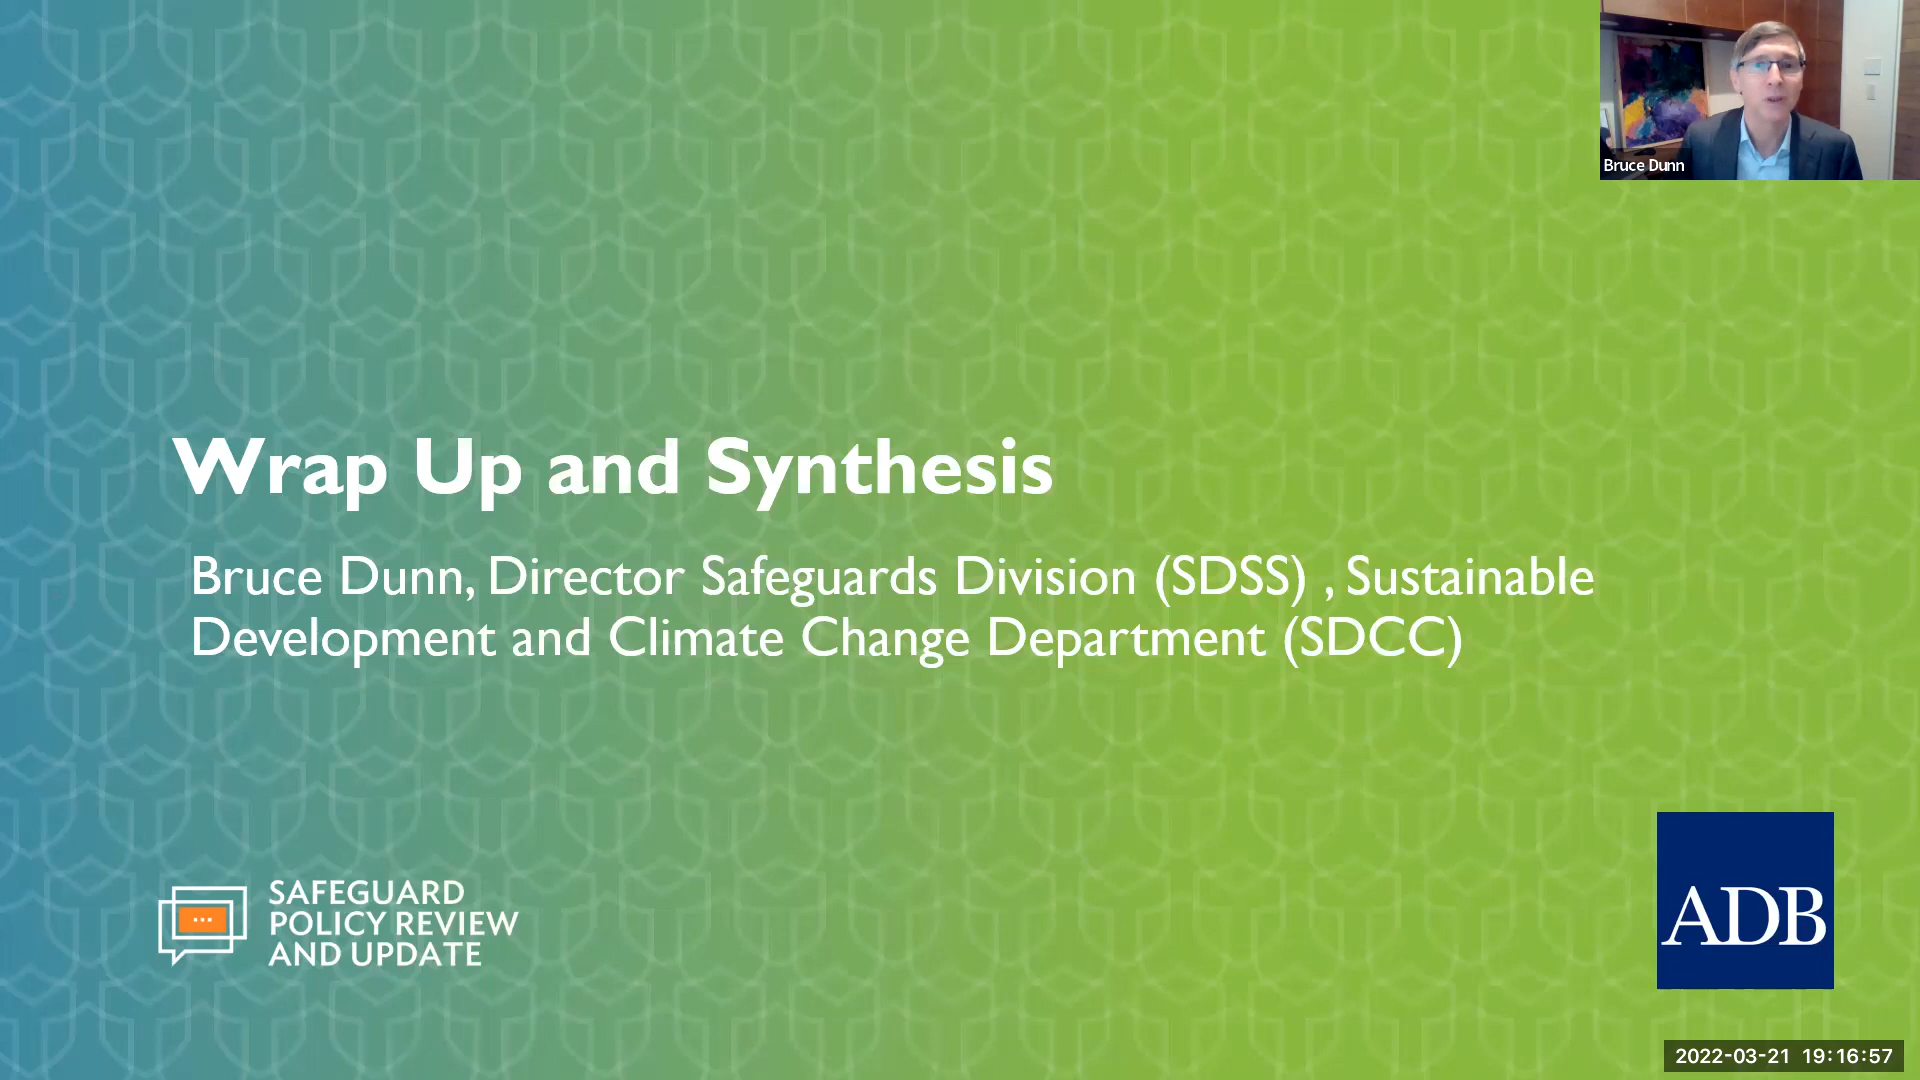 Bruce Dunn
Wrap Up and Synthesis
Bruce Dunn, Director Safeguards Division (SDSS) , Sustainable
Development and Climate Change Department (SDCC)
SAFEGUARD
POLICY REVIEW
AND UPDATE
ADB
2022-03-21 19:16:57